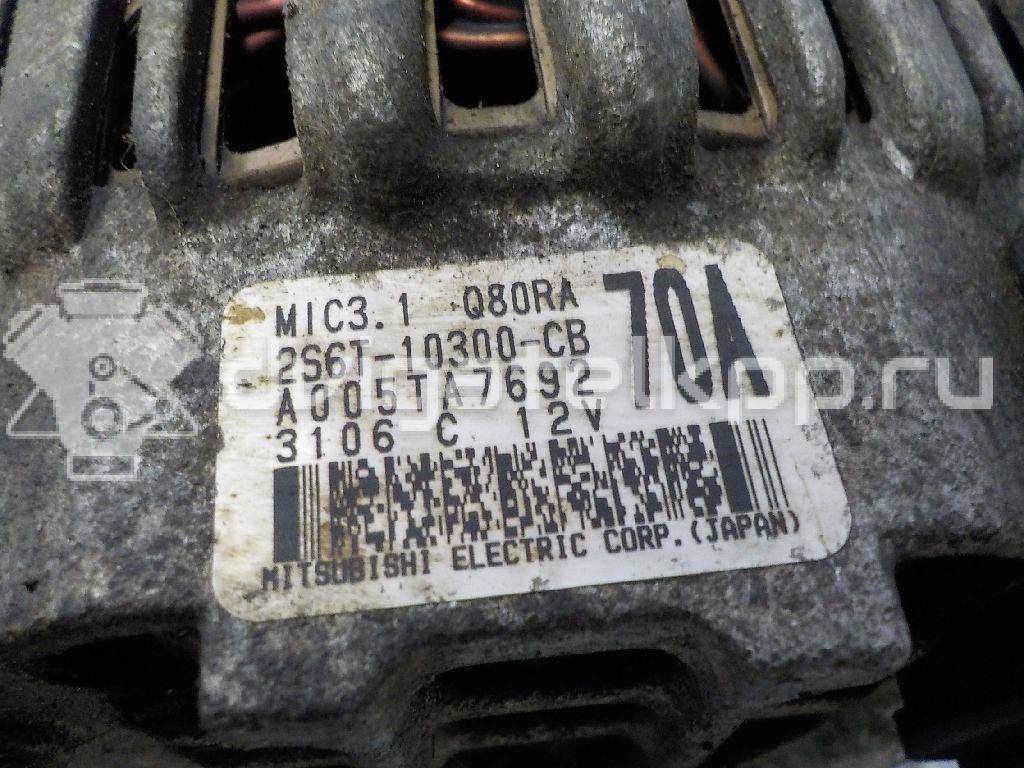 MIC3.1 Q80RA
70A
2S6T-10300-CB
A005TA7692
3106 C 12V
MITSUBISHI ELECTRIC CORP.(JAPAN)